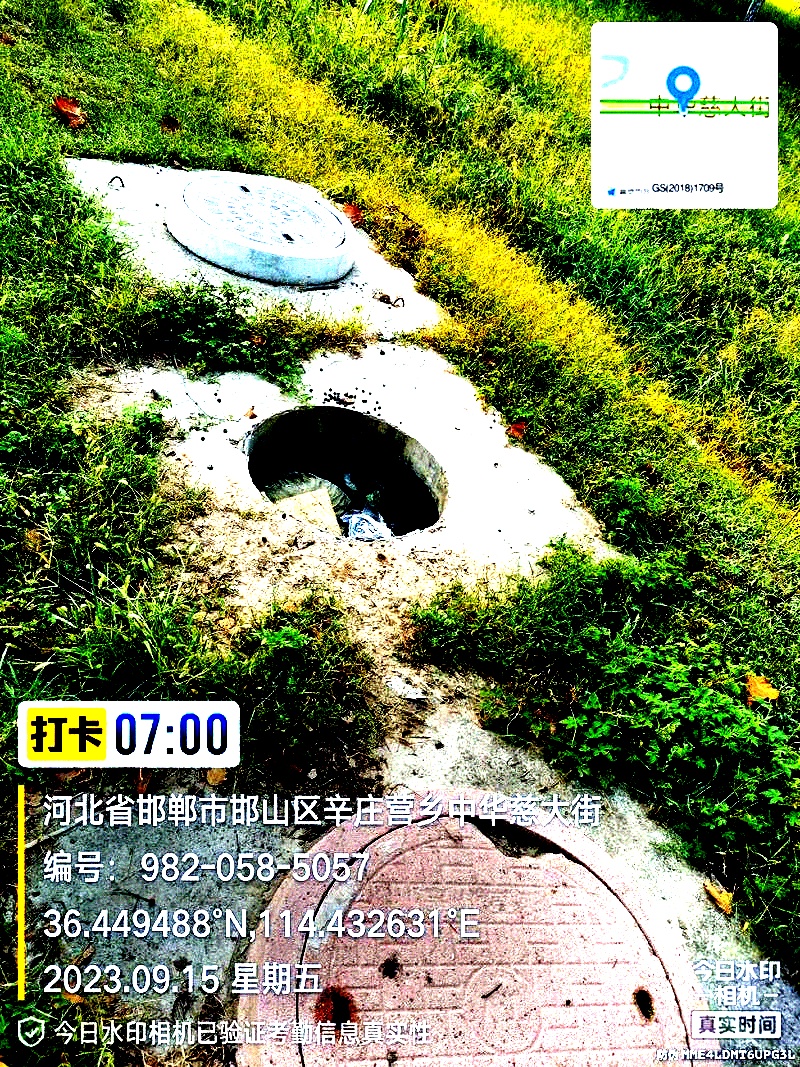 中华慈大街
GS(2018)1709号
打卡 07:00
河北省邯郸市邯山区辛庄营乡中华慈大街
编号： 982-058-5057
36.449488°N,114.432631°E
2023.09.15 星期五
今日水印相机已验证考勤信息真实性
今日水印
相机
真实时间
防伪 MME4LDMT6UPG3L